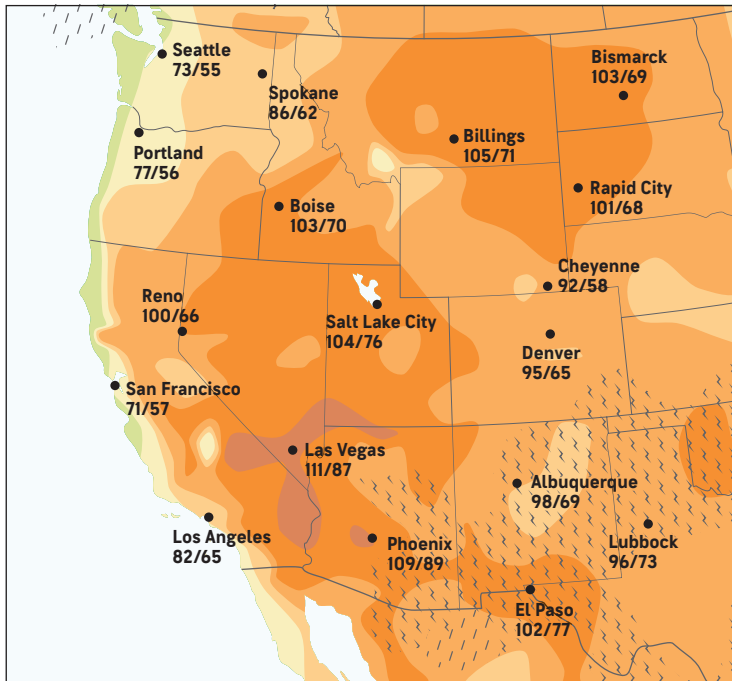 Seattle
73/55
Spokane
86/62
Bismarck
103/69
Portland
77/56
Billings
105/71
Boise
103/70
Rapid City
101/68
Cheyenne
92/58
Reno
100/66
Salt Lake City
104/76
Denver
95/65
San Francisco
71/57
Las Vegas
111/87
Albuquerque
98/69
Los Angeles
82/65
Phoenix
109/89
Lubbock
96/73
El Paso
102/77